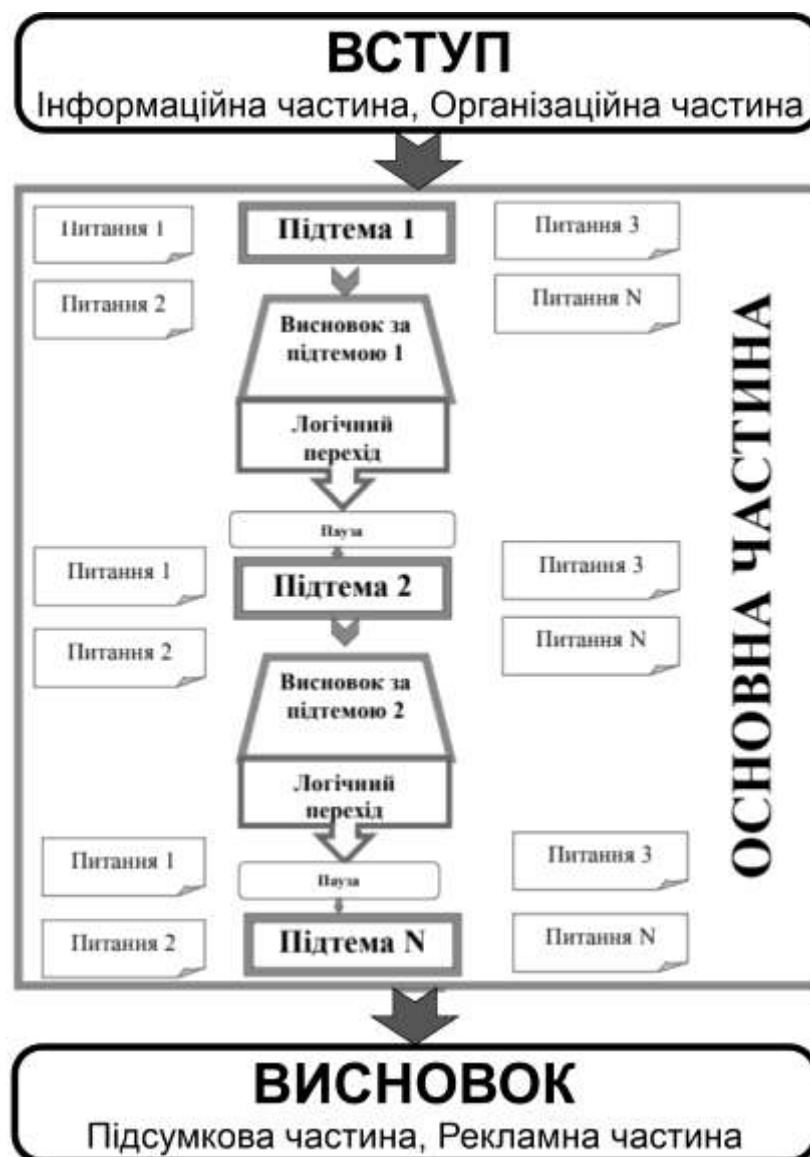 ВСТУП
Інформаційна частина, Організаційна частина
Питання 1
Підтема 1
Питання 3
Питання 2
Питання N
Висновок за
підтемою 1
Логічний
перехід
Пауза
Питання 1
Підтема 2
Питання 3
Питання 2
Питання N
Висновок за
підтемою 2
Логічний
перехід
Питання 1
Пауза
Питання 3
Питання 2
Підтема N
Питання N
ОСНОВНА ЧАСТИНА
ВИСНОВОК
Підсумкова частина, Рекламна частина